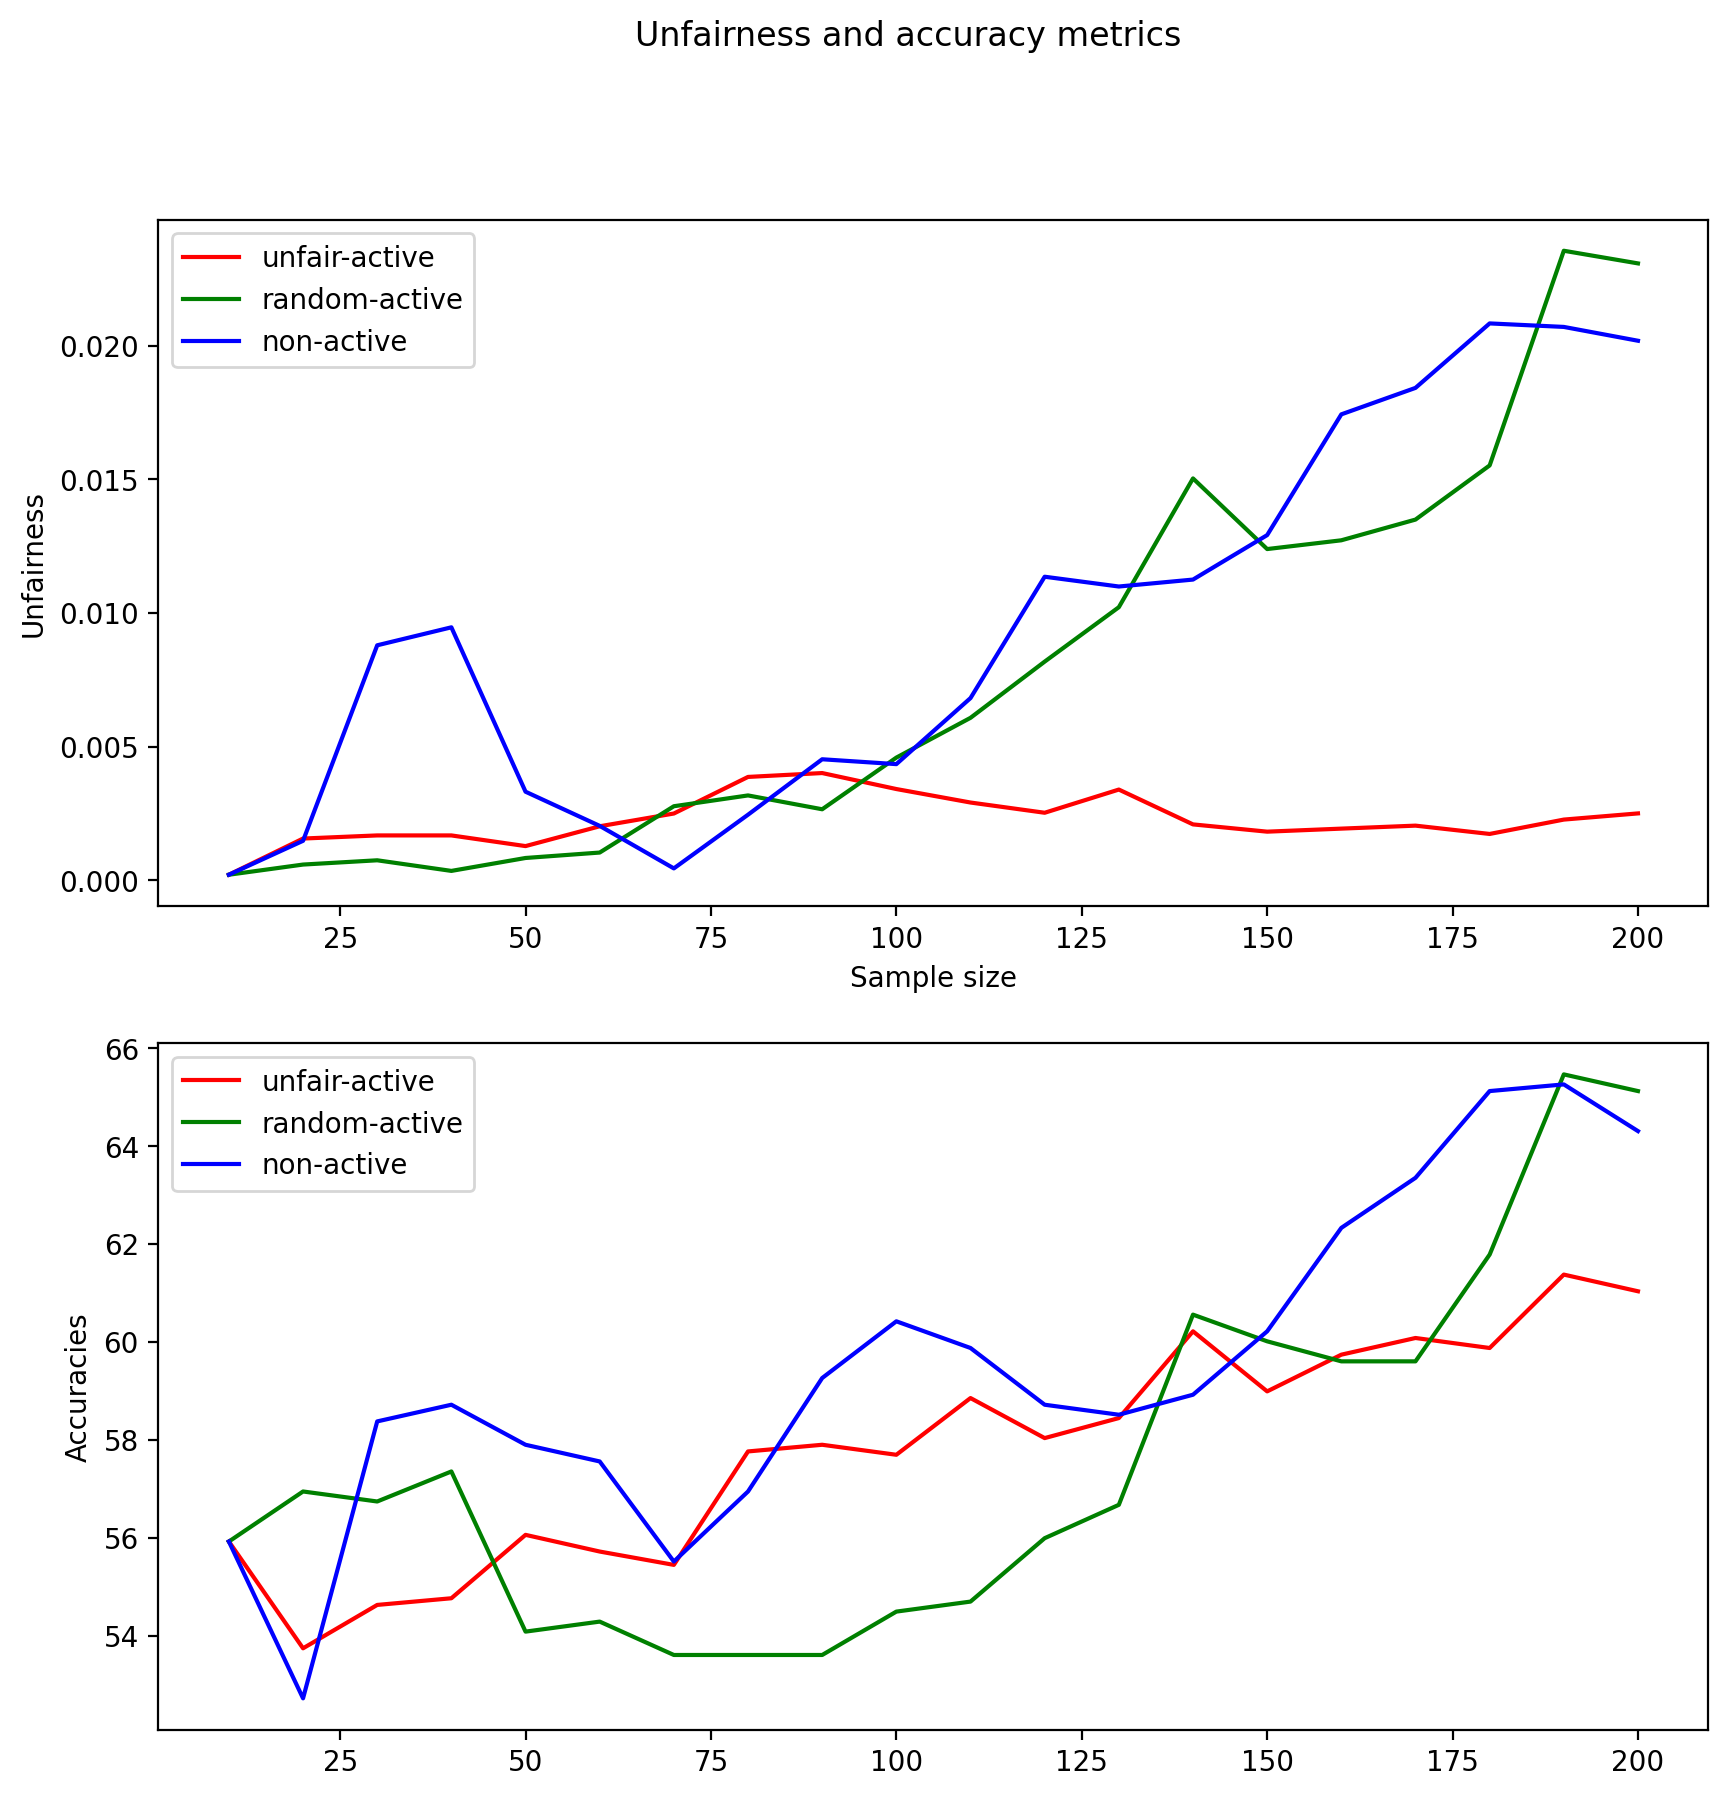 Unfairness and accuracy metrics
unfair-active
random-active
non-active
0.020
0.015
0.010
0.005
0.000
Unfairness
25 50 75 100 125 150 175 200
Sample size
unfair-active
random-active
non-active
66
64
62
60
58
56
54
Accuracies
25 50 75 100 125 150 175 200